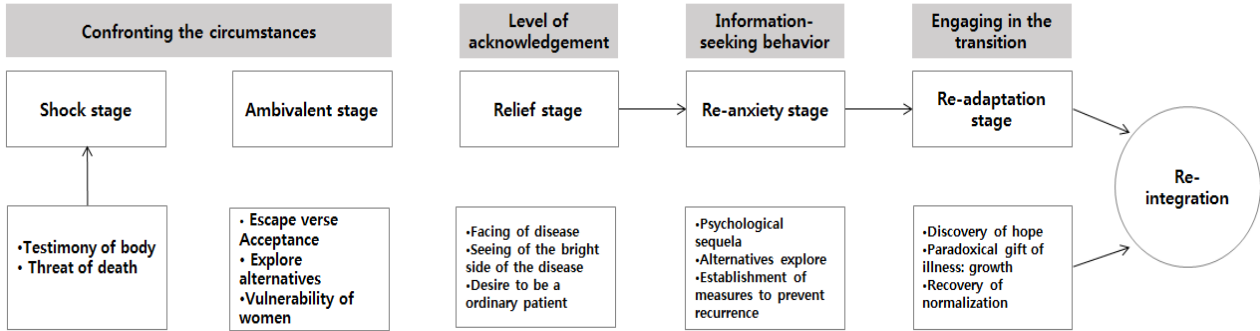 Confronting the circumstances
Level of
acknowledgement
Information-
seeking behavior
Engaging in the
transition
Shock stage
Ambivalent stage
Relief stage
Re-anxiety stage
Re-adaptation
stage
Re-
integration
•Testimony of body
• Threat of death
• Escape verse
Acceptance
• Explore
alternatives
•Vulnerability of
women
•Facing of disease
•Seeing of the bright
side of the disease
•Desire to be a
ordinary patient
•Psychological
sequela
•Alternatives explore
•Establishment of
measures to prevent
recurrence
•Discovery of hope
•Paradoxical gift of
illness: growth
•Recovery of
normalization